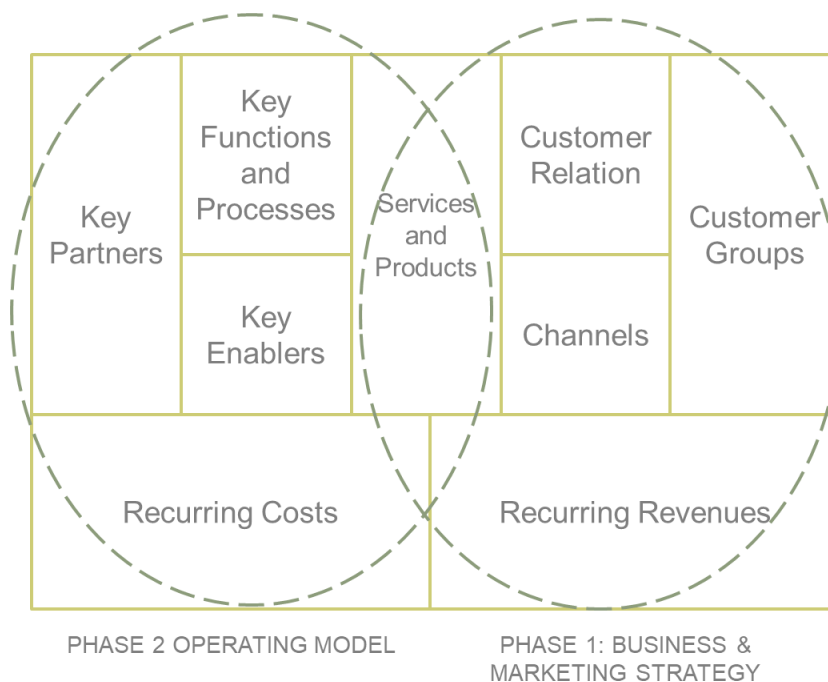 Key
Partners
Key
Functions
and
Processes
Key
Enablers
Services
and
Products
Customer
Relation
Channels
Customer
Groups
Recurring Costs
Recurring Revenues
PHASE 2 OPERATING MODEL
PHASE 1: BUSINESS &
MARKETING STRATEGY